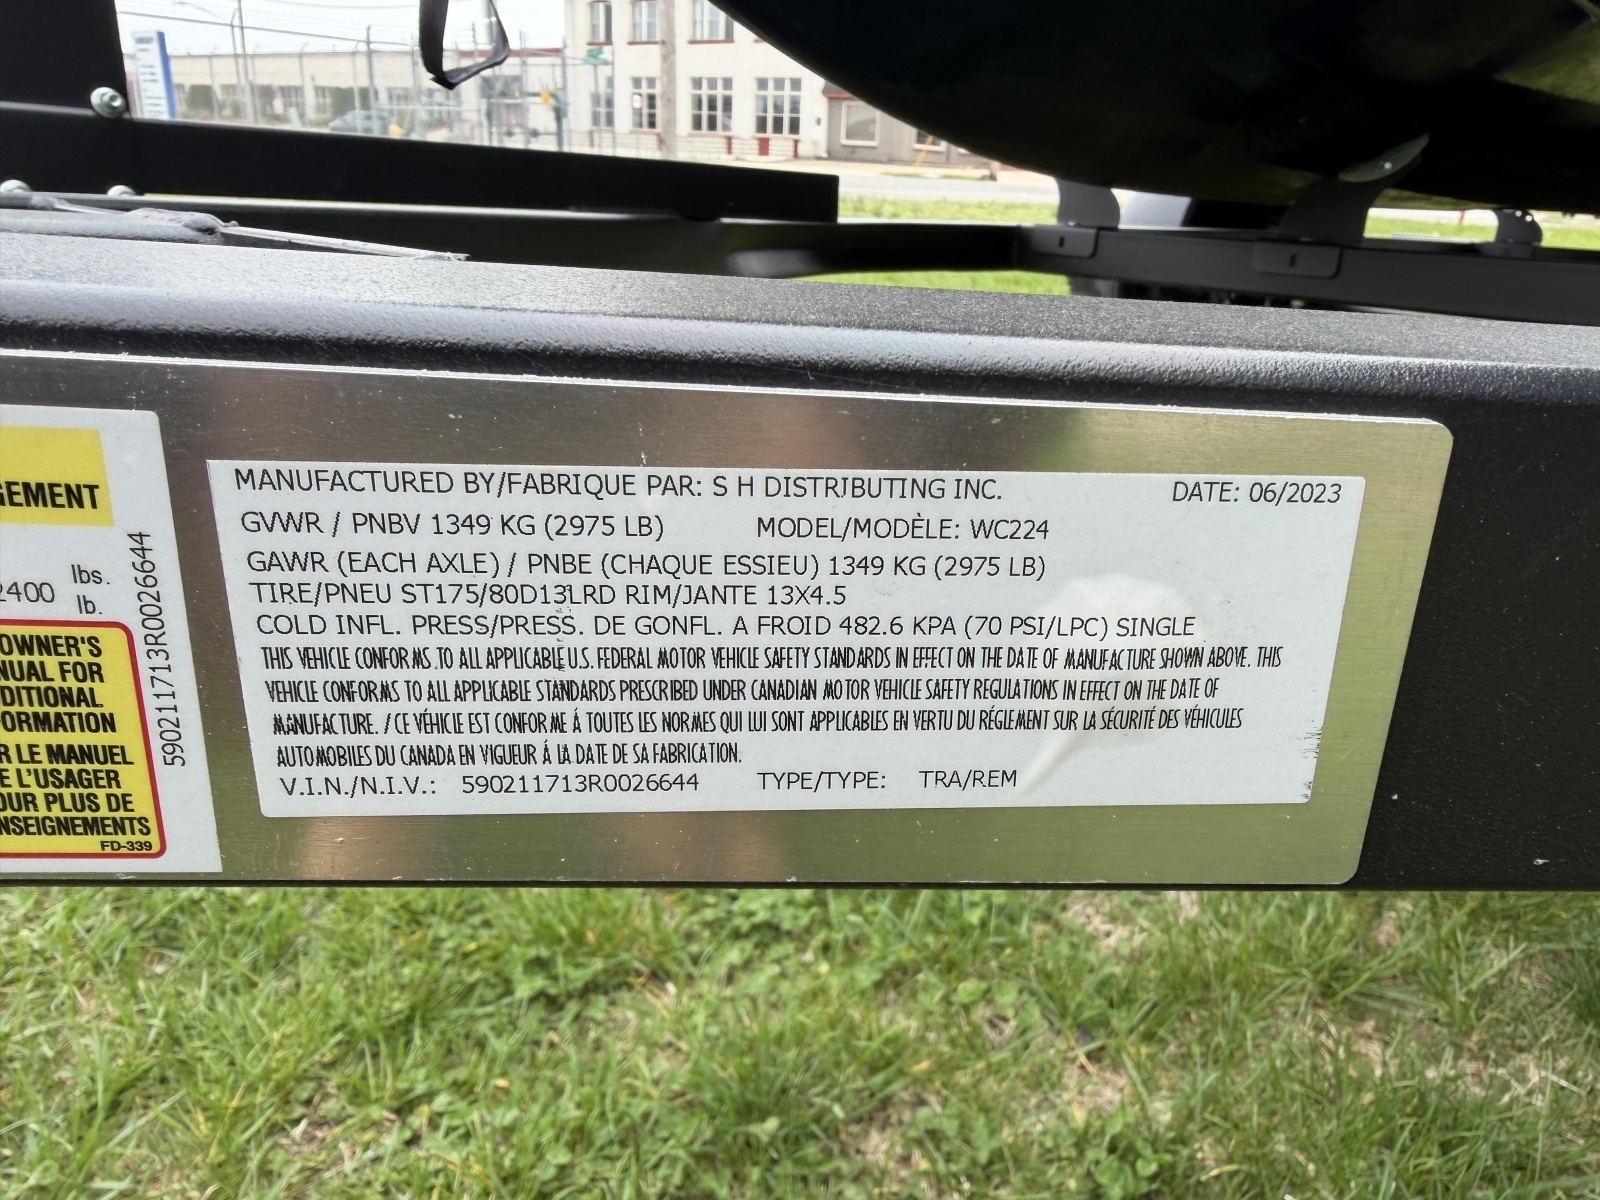 GEMENT
2400 lbs.
lb.
OWNER'S
NUAL FOR
DITIONAL
ORMATION
R LE MANUEL
E L'USAGER
OUR PLUS DE
NSEIGNEMENTS
FD-339
590211713R0026644
MANUFACTURED BY/FABRIQUE PAR: S H DISTRIBUTING INC. DATE: 06/2023
GVWR / PNBV 1349 KG (2975 LB) MODEL/MODÈLE: WC224
GAWR (EACH AXLE) / PNBE (CHAQUE ESSIEU) 1349 KG (2975 LB)
TIRE/PNEU ST175/80D13LRD RIM/JANTE 13X4.5
COLD INFL. PRESS/PRESS. DE GONFL. A FROID 482.6 KPA (70 PSI/LPC) SINGLE
THIS VEHICLE CONFORMS TO ALL APPLICABLE U.S. FEDERAL MOTOR VEHICLE SAFETY STANDARDS IN EFFECT ON THE DATE OF MANUFACTURE SHOWN ABOVE. THIS
VEHICLE CONFORMS TO ALL APPLICABLE STANDARDS PRESCRIBED UNDER CANADIAN MOTOR VEHICLE SAFETY REGULATIONS IN EFFECT ON THE DATE OF
MANUFACTURE. / CE VÉHICLE EST CONFORME Á TOUTES LES NORMES QUI LUI SONT APPLICABLES EN VERTU DU RÉGLEMENT SUR LA SÉCURITÉ DES VÉHICULES
AUTOMOBILES DU CANADA EN VIGUEUR Á LA DATE DE SA FABRICATION.
V.I.N./N.I.V.: 590211713R0026644 TYPE/TYPE: TRA/REM